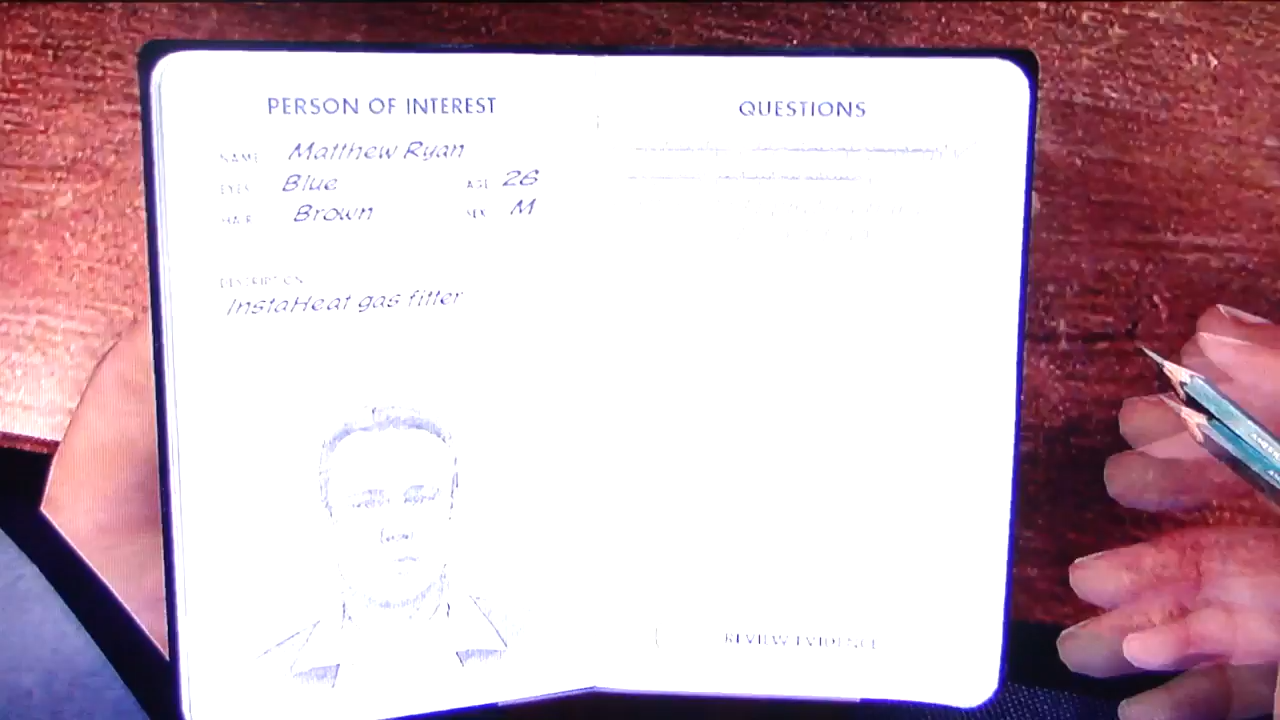 PERSON OF INTEREST
NAME Matthew Ryan
EYES Blue AGE 26
HAIR Brown SEX M
DESCRIPTION
InstaHeat gas fitter
QUESTIONS
REVIEW EVIDENCE